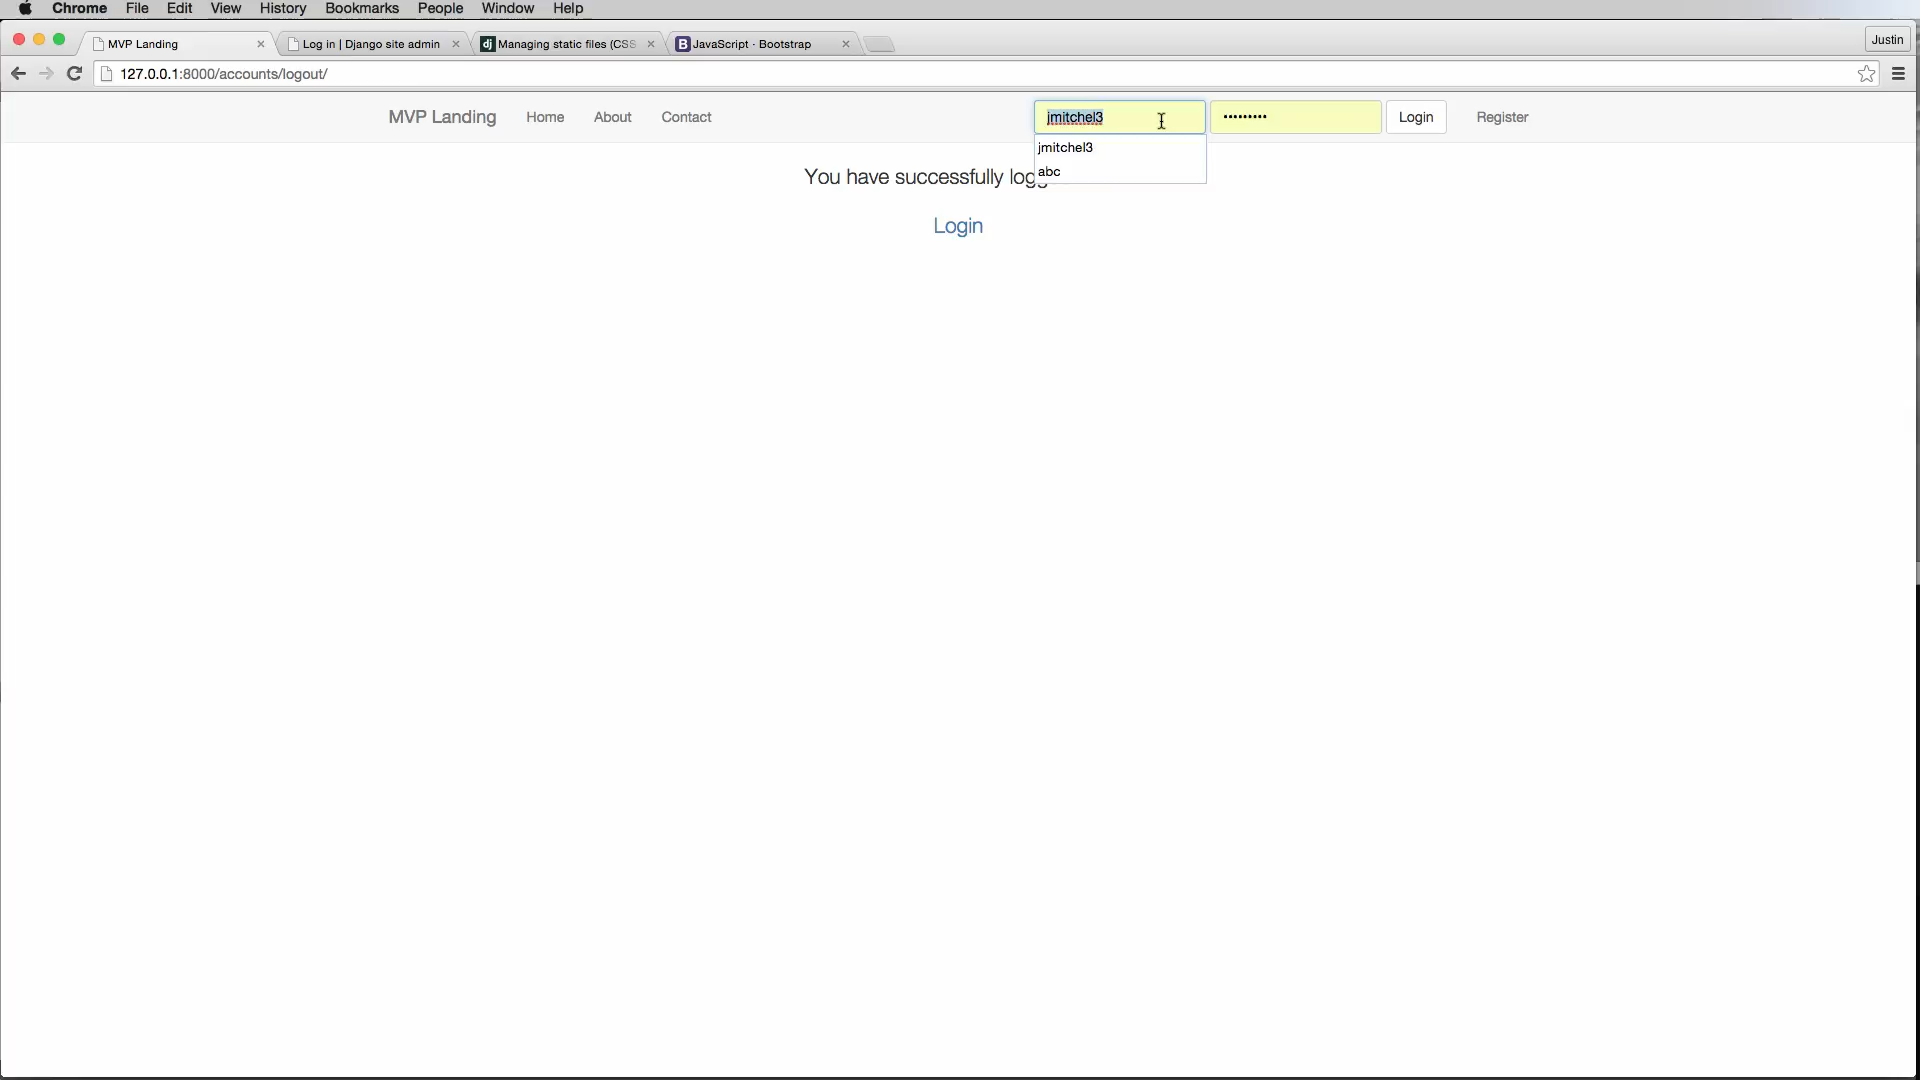 Chrome File Edit View History Bookmarks People Window Help
MVP Landing
Log in | Django site admin
dj Managing static files (CSS
B JavaScript · Bootstrap
Justin
127.0.0.1:8000/accounts/logout/
MVP Landing Home About Contact jmitchel3 ••••••••• Login Register
jmitchel3
abc
You have successfully
Login